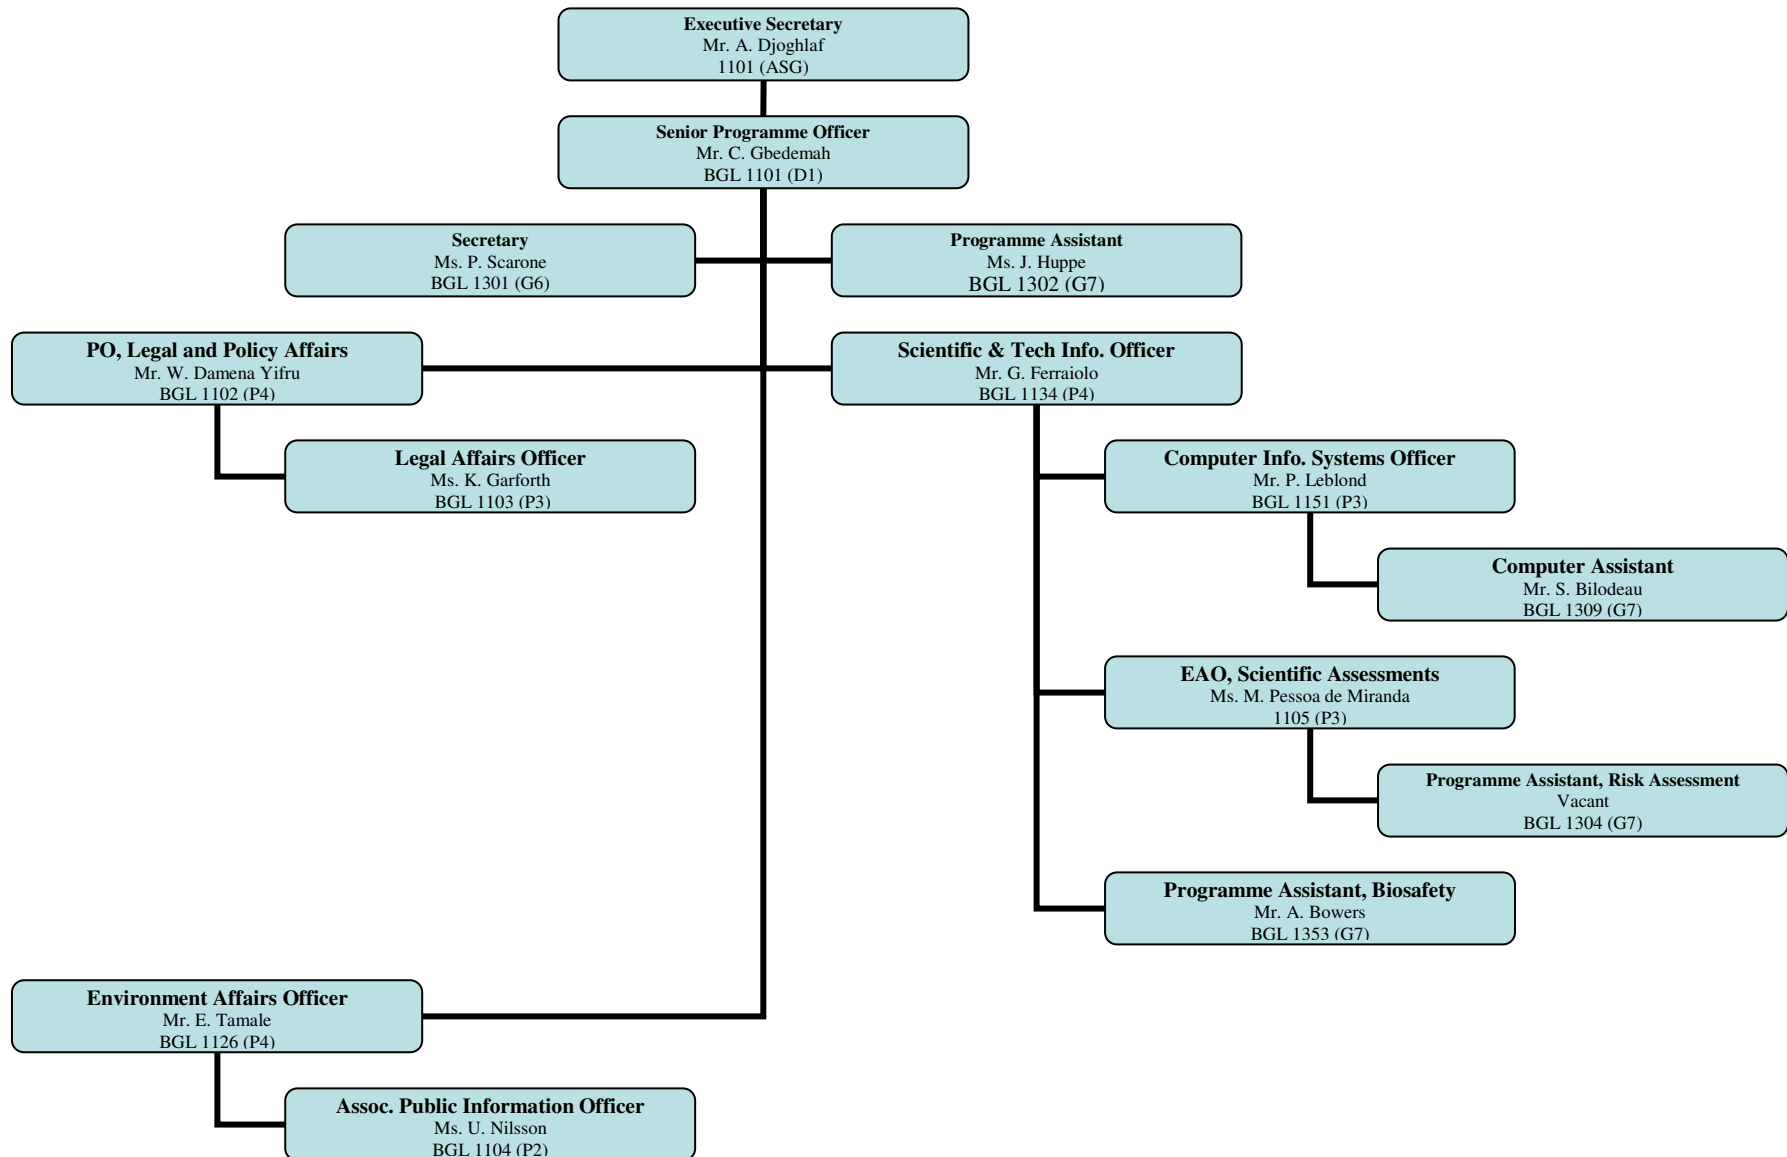 Executive Secretary
Mr. A. Djoghlaf
1101 (ASG)
Senior Programme Officer
Mr. C. Gbedemah
BGL 1101 (D1)
Secretary
Ms. P. Scarone
BGL 1301 (G6)
Programme Assistant
Ms. J. Huppe
BGL 1302 (G7)
PO, Legal and Policy Affairs
Mr. W. Damena Yifru
BGL 1102 (P4)
Scientific & Tech Info. Officer
Mr. G. Ferraiolo
BGL 1134 (P4)
Legal Affairs Officer
Ms. K. Garforth
BGL 1103 (P3)
Computer Info. Systems Officer
Mr. P. Leblond
BGL 1151 (P3)
Computer Assistant
Mr. S. Bilodeau
BGL 1309 (G7)
EAO, Scientific Assessments
Ms. M. Pessoa de Miranda
1105 (P3)
Programme Assistant, Risk Assessment
Vacant
BGL 1304 (G7)
Programme Assistant, Biosafety
Mr. A. Bowers
BGL 1353 (G7)
Environment Affairs Officer
Mr. E. Tamale
BGL 1126 (P4)
Assoc. Public Information Officer
Ms. U. Nilsson
BGL 1104 (P2)